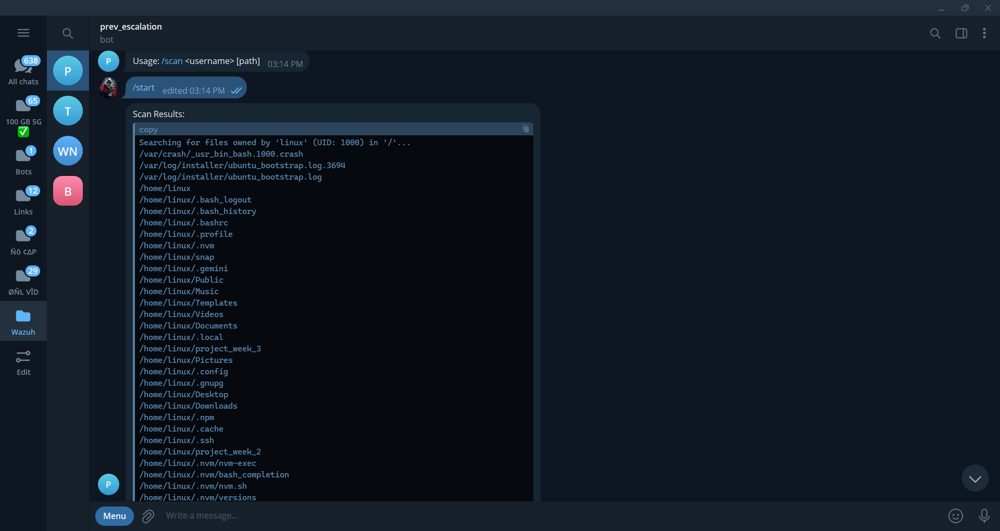 prev_escalation
bot
638
All chats
65
100 GB 5G
✅
1
Bots
12
Links
2
Ñô ¢ΔP
29
ØÑL VÎD
Wazuh
Edit
P
T
WN
B
P
Usage: /scan <username> [path] 03:14 PM
/start edited 03:14 PM
Scan Results:
copy
Searching for files owned by 'linux' (UID: 1000) in '/'...
/var/crash/_usr_bin_bash.1000.crash
/var/log/installer/ubuntu_bootstrap.log.3694
/var/log/installer/ubuntu_bootstrap.log
/home/linux
/home/linux/.bash_logout
/home/linux/.bash_history
/home/linux/.bashrc
/home/linux/.profile
/home/linux/.nvm
/home/linux/snap
/home/linux/.gemini
/home/linux/Public
/home/linux/Music
/home/linux/Templates
/home/linux/Videos
/home/linux/Documents
/home/linux/.local
/home/linux/project_week_3
/home/linux/Pictures
/home/linux/.config
/home/linux/.gnupg
/home/linux/Desktop
/home/linux/Downloads
/home/linux/.npm
/home/linux/.cache
/home/linux/.ssh
/home/linux/project_week_2
/home/linux/.nvm/nvm-exec
/home/linux/.nvm/bash_completion
/home/linux/.nvm/nvm.sh
/home/linux/.nvm/versions
P
Menu
Write a message...